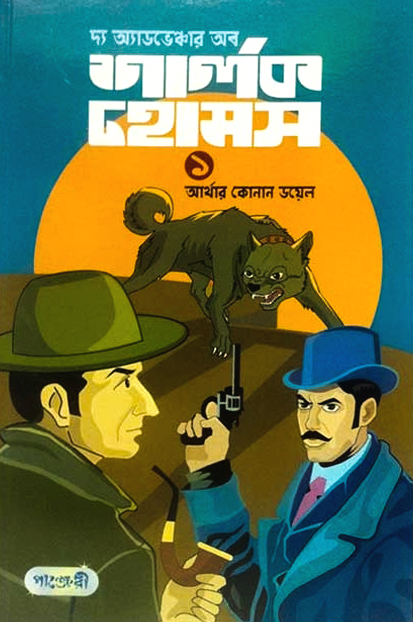 দ্য অ্যাডভেঞ্চার অব
শার্লক
হোমস
১
আর্থার কোনান ডয়েল
পাঞ্জেরী